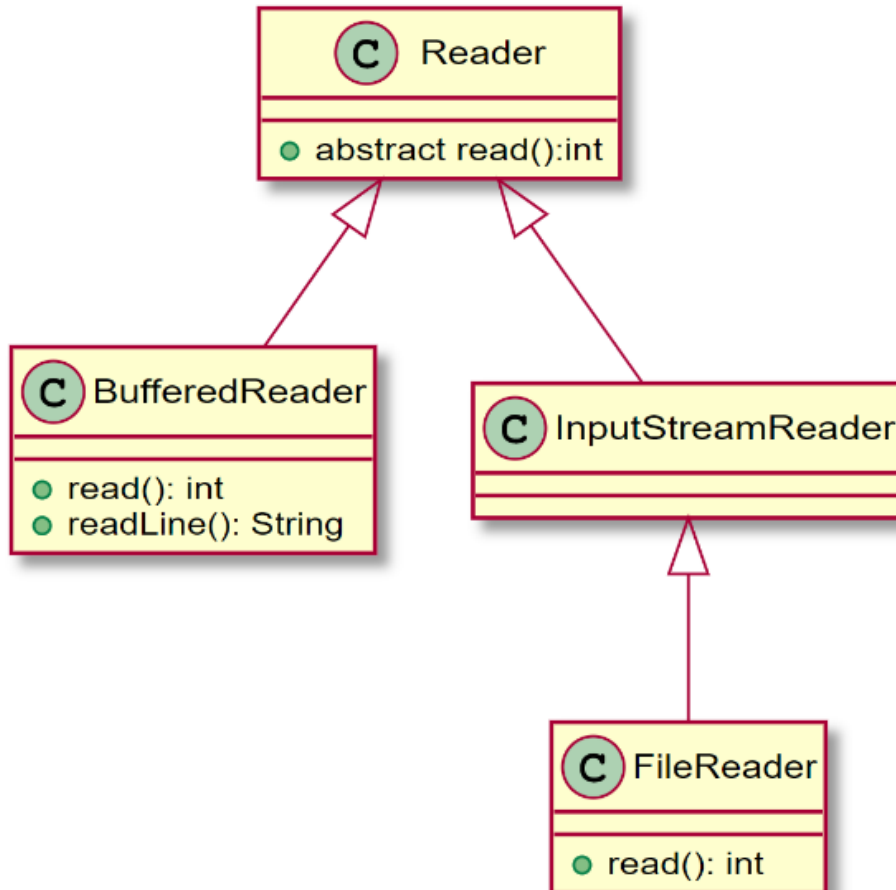 C Reader
abstract read():int
C BufferedReader
read(): int
readLine(): String
C InputStreamReader
C FileReader
read(): int